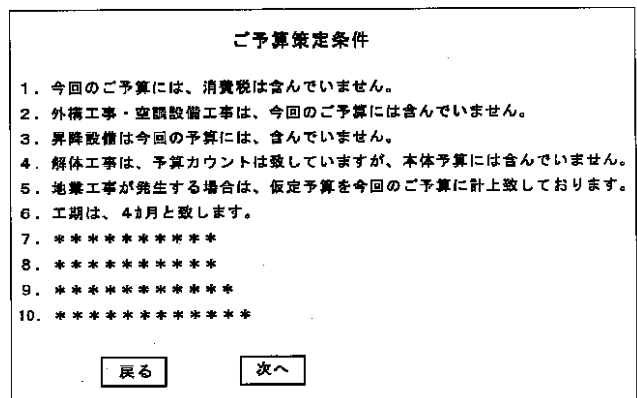 ご予算策定条件
1．今回のご予算には、消費税は含んでいません。
2．外構工事・空調設備工事は、今回のご予算には含んでいません。
3．昇降設備は今回の予算には、含んでいません。
4．解体工事は、予算カウントは致していますが、本体予算には含んでいません。
5．地業工事が発生する場合は、仮定予算を今回のご予算に計上致しております。
6．工期は、4カ月と致します。
7．＊＊＊＊＊＊＊＊＊＊
8．＊＊＊＊＊＊＊＊＊＊
9．＊＊＊＊＊＊＊＊＊＊＊
10．＊＊＊＊＊＊＊＊＊＊＊＊
戻る 次へ